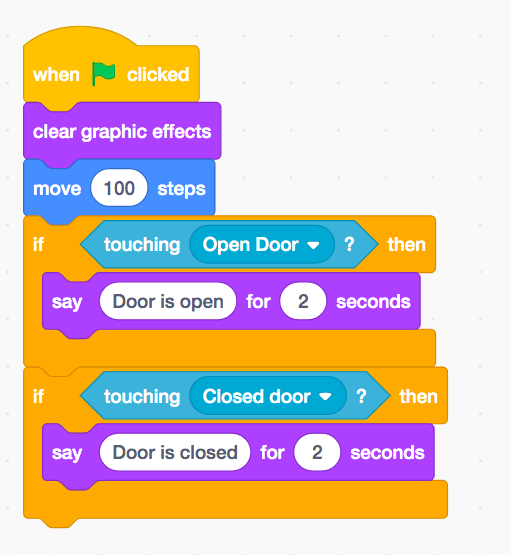 when clicked
clear graphic effects
move 100 steps
if touching Open Door ? then
say Door is open for 2 seconds
if touching Closed door ? then
say Door is closed for 2 seconds